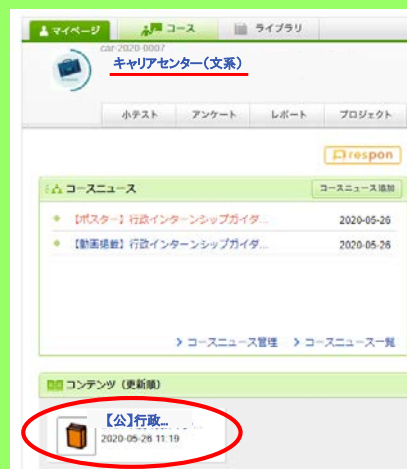 マイページ コース ライブラリ
car-2020-0007
キャリアセンター(文系)
小テスト アンケート レポート プロジェクト
respon
コースニュース コースニュース追加
【ポスター】行政インターンシップガイダ... 2020-05-26
【動画掲載】行政インターンシップガイダ... 2020-05-26
コースニュース管理 コースニュース一覧
コンテンツ (更新順)
【公】行政...
2020-05-26 11:19